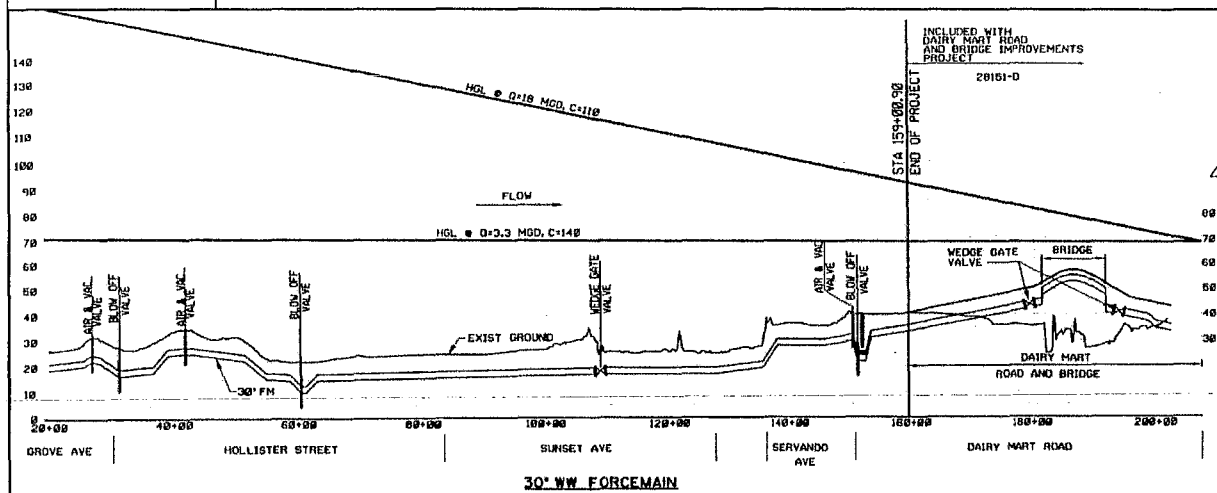 INCLUDED WITH
DAIRY MART ROAD
AND BRIDGE IMPROVEMENTS
PROJECT
28151-D
HGL @ Q=18 MGD, C=110
STA 159+00.90
END OF PROJECT
FLOW
HGL @ Q=3.3 MGD, C=140
140
130
120
110
100
90
80
70
60
50
40
30
20
10
0
80
70
60
50
40
30
AIR & VAC
VALVE
BLOW OFF
VALVE
AIR & VAC
VALVE
BLOW OFF
VALVE
WEDGE GATE
VALVE
AIR & VAC
VALVE
BLOW OFF
VALVE
WEDGE GATE
VALVE
BRIDGE
EXIST GROUND
30" FM
DAIRY MART
ROAD AND BRIDGE
20+00
40+00
60+00
80+00
100+00
120+00
140+00
160+00
180+00
200+00
GROVE AVE
HOLLISTER STREET
SUNSET AVE
SERVANDO
AVE
DAIRY MART ROAD
30" WW FORCEMAIN